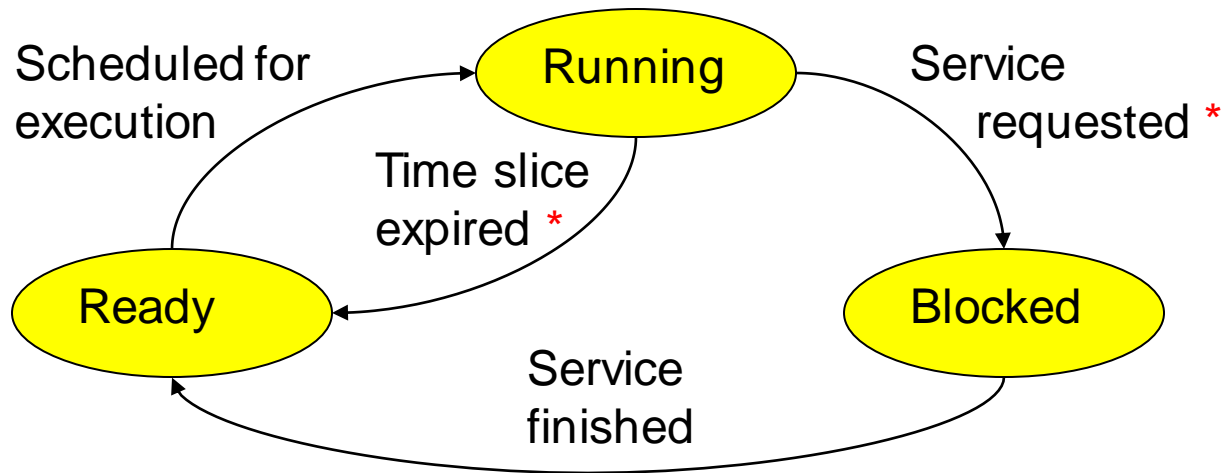 Scheduled for
execution
Running
Service
requested *
Time slice
expired *
Ready
Blocked
Service
finished